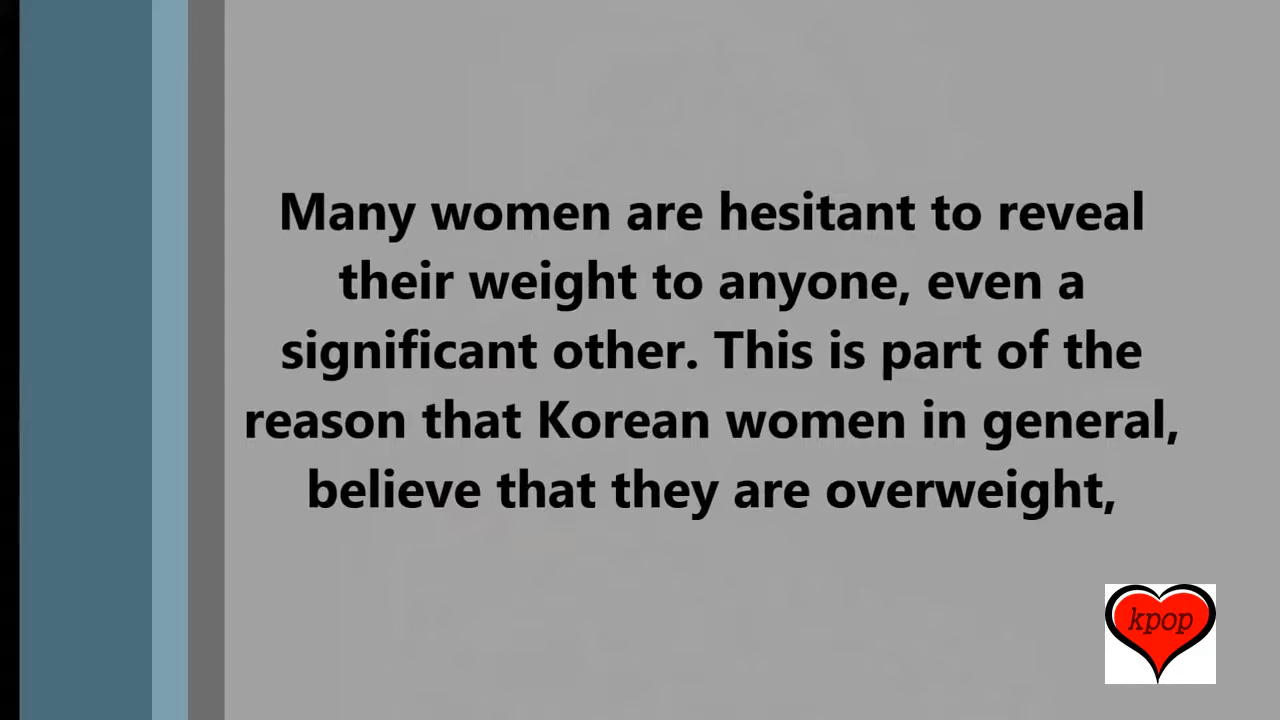 Many women are hesitant to reveal
their weight to anyone, even a
significant other. This is part of the
reason that Korean women in general,
believe that they are overweight,
kpop